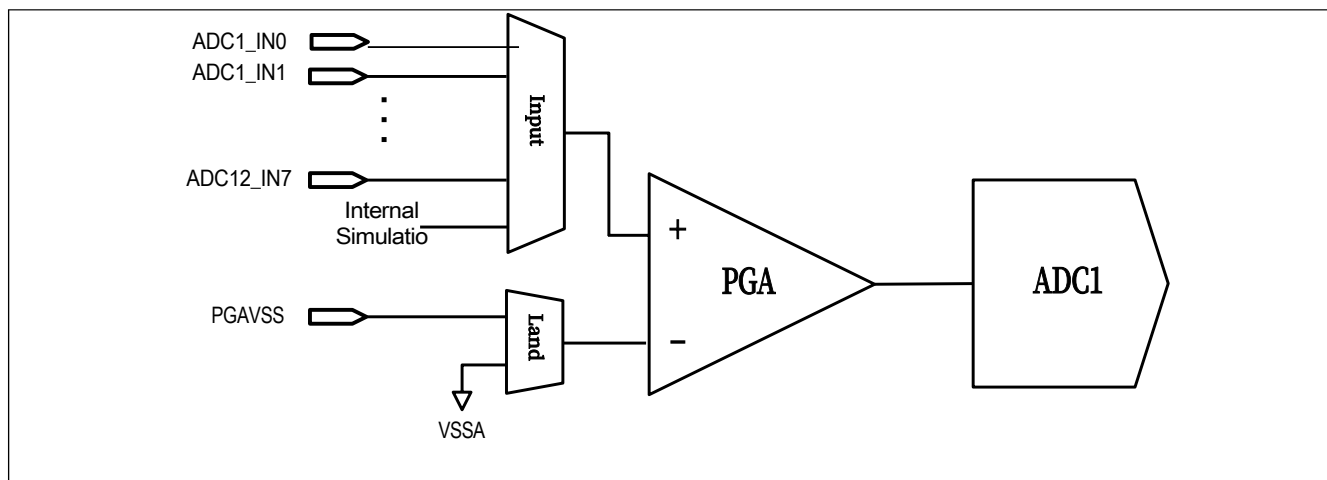 ADC1_IN0
ADC1_IN1
Input
ADC12_IN7
Internal
Simulatio
+
PGA
ADC1
PGAVSS
Land
-
VSSA